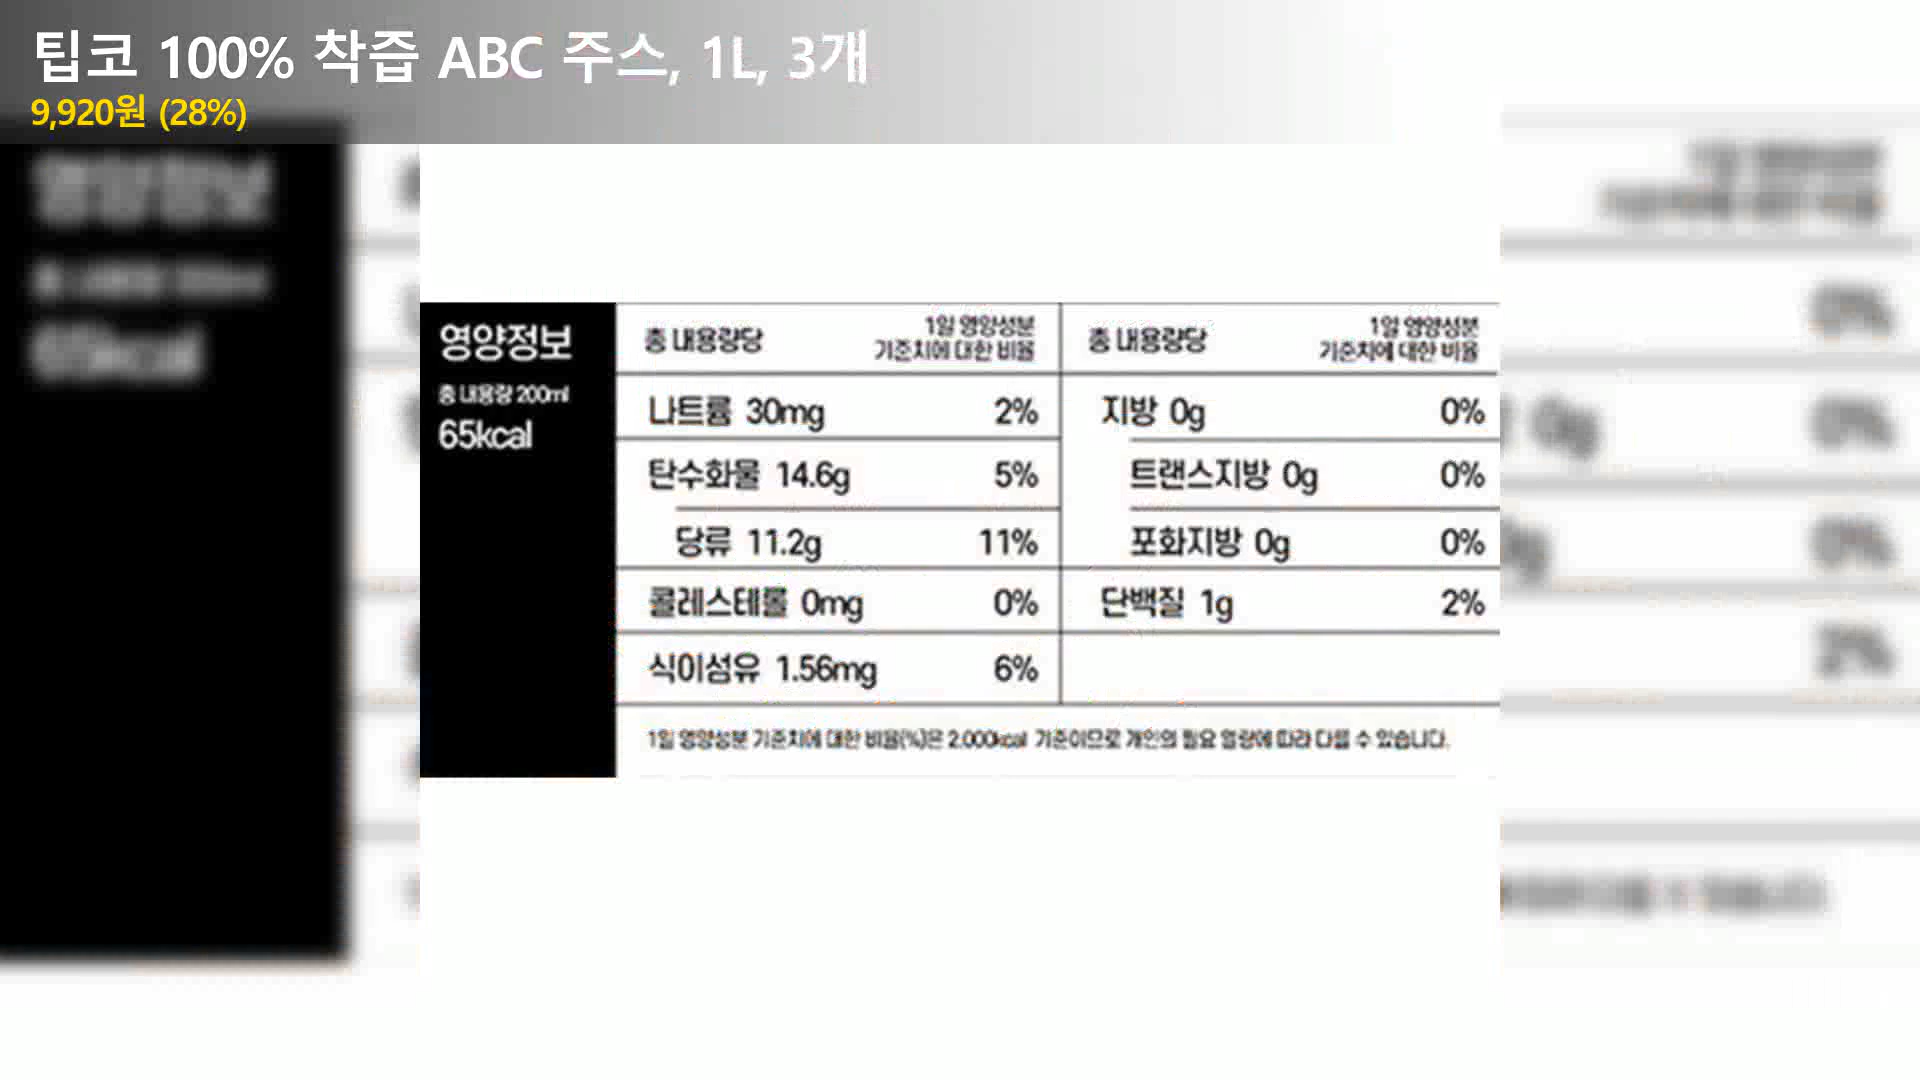 팁코 100% 착즙 ABC 주스, 1L, 3개
9,920원 (28%)
영양정보
총 내용량 200ml
65kcal
총 내용량당
1일 영양성분
기준치에 대한 비율
나트륨 30mg 2%
탄수화물 14.6g 5%
당류 11.2g 11%
콜레스테롤 0mg 0%
식이섬유 1.56mg 6%
총 내용량당
1일 영양성분
기준치에 대한 비율
지방 0g 0%
트랜스지방 0g 0%
포화지방 0g 0%
단백질 1g 2%
1일 영양성분 기준치에 대한 비율(%)은 2,000kcal 기준이므로 개인의 필요 열량에 따라 다를 수 있습니다.